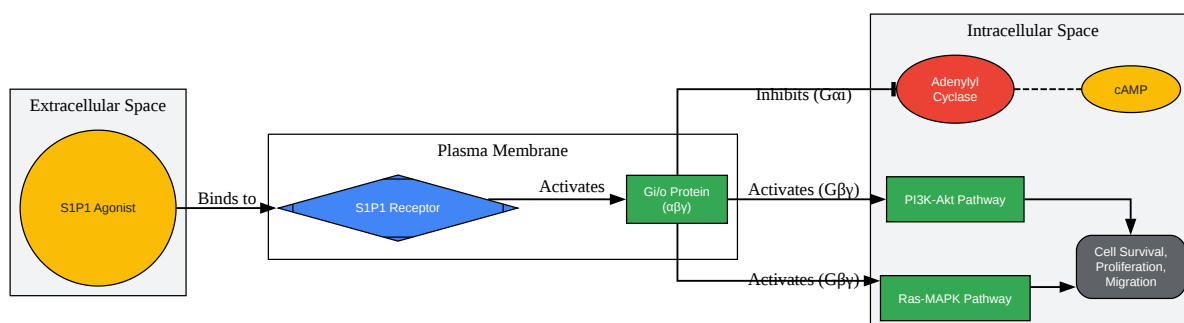 Extracellular Space
S1P1 Agonist
Binds to
Plasma Membrane
S1P1 Receptor
Activates
Gi/o Protein
(αβγ)
Inhibits (Gαi)
Activates (Gβγ)
Activates (Gβγ)
Intracellular Space
Adenylyl
Cyclase
cAMP
PI3K-Akt Pathway
Ras-MAPK Pathway
Cell Survival,
Proliferation,
Migration